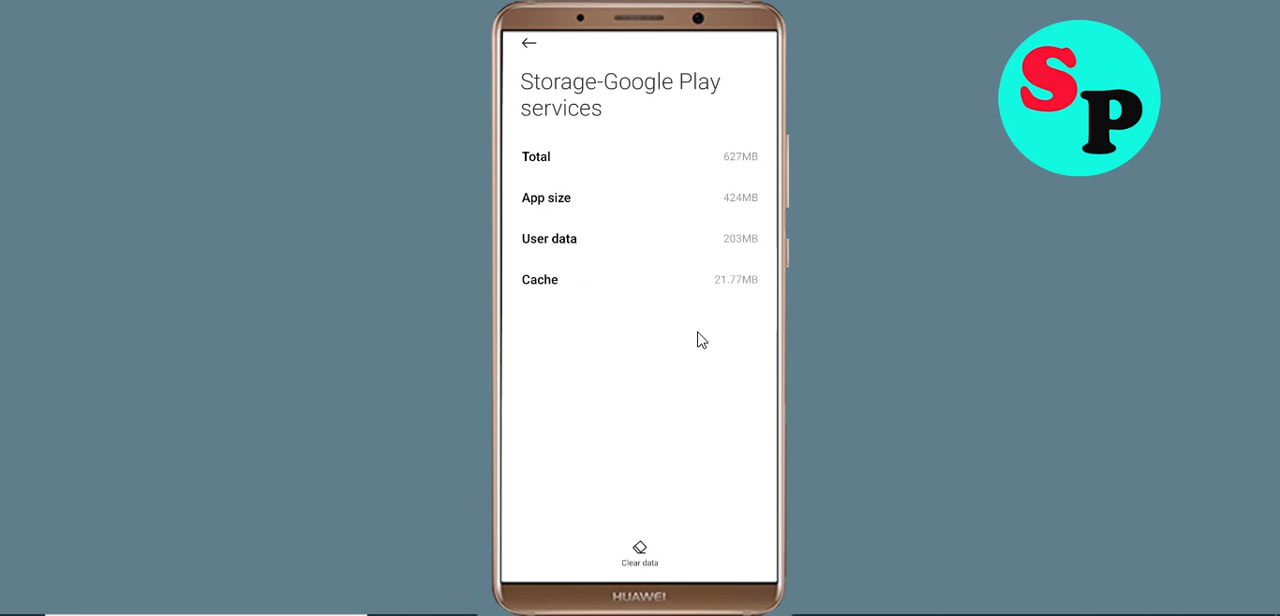 Storage-Google Play
services
Total 627MB
App size 424MB
User data 203MB
Cache 21.77MB
Clear data
HUAWEI
SP